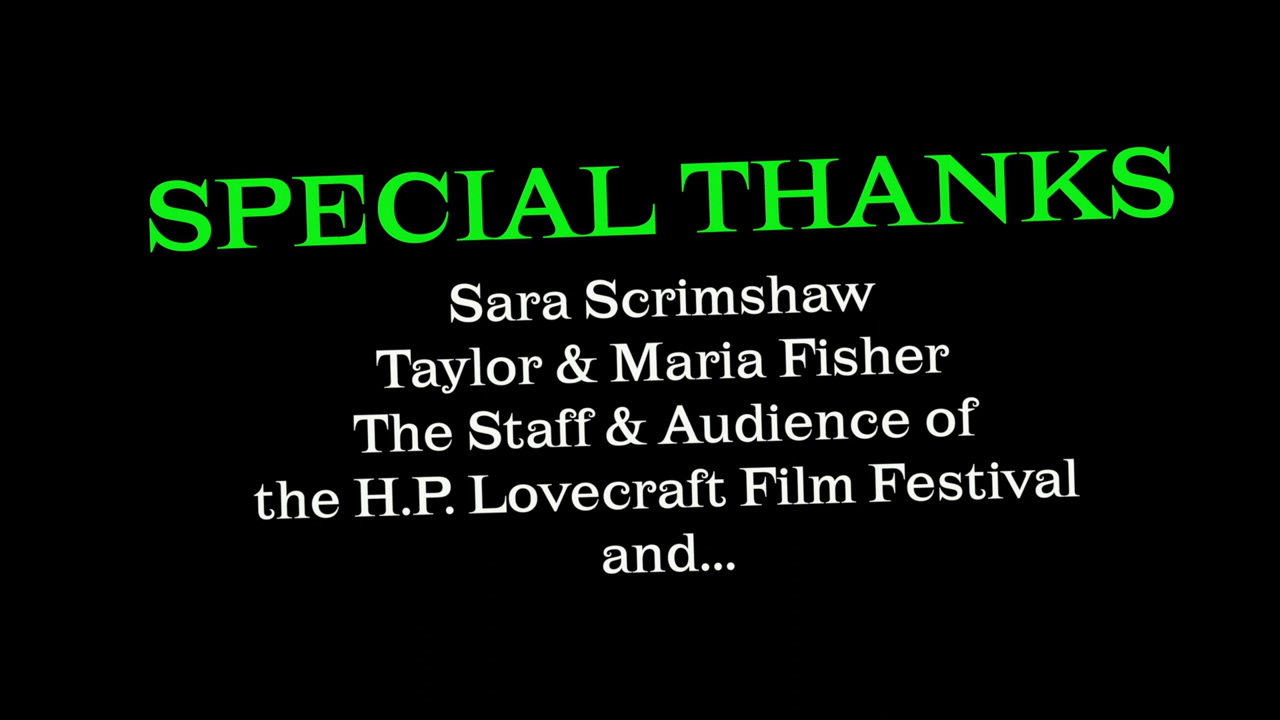 SPECIAL THANKS
Sara Scrimshaw
Taylor & Maria Fisher
The Staff & Audience of
the H.P. Lovecraft Film Festival
and...